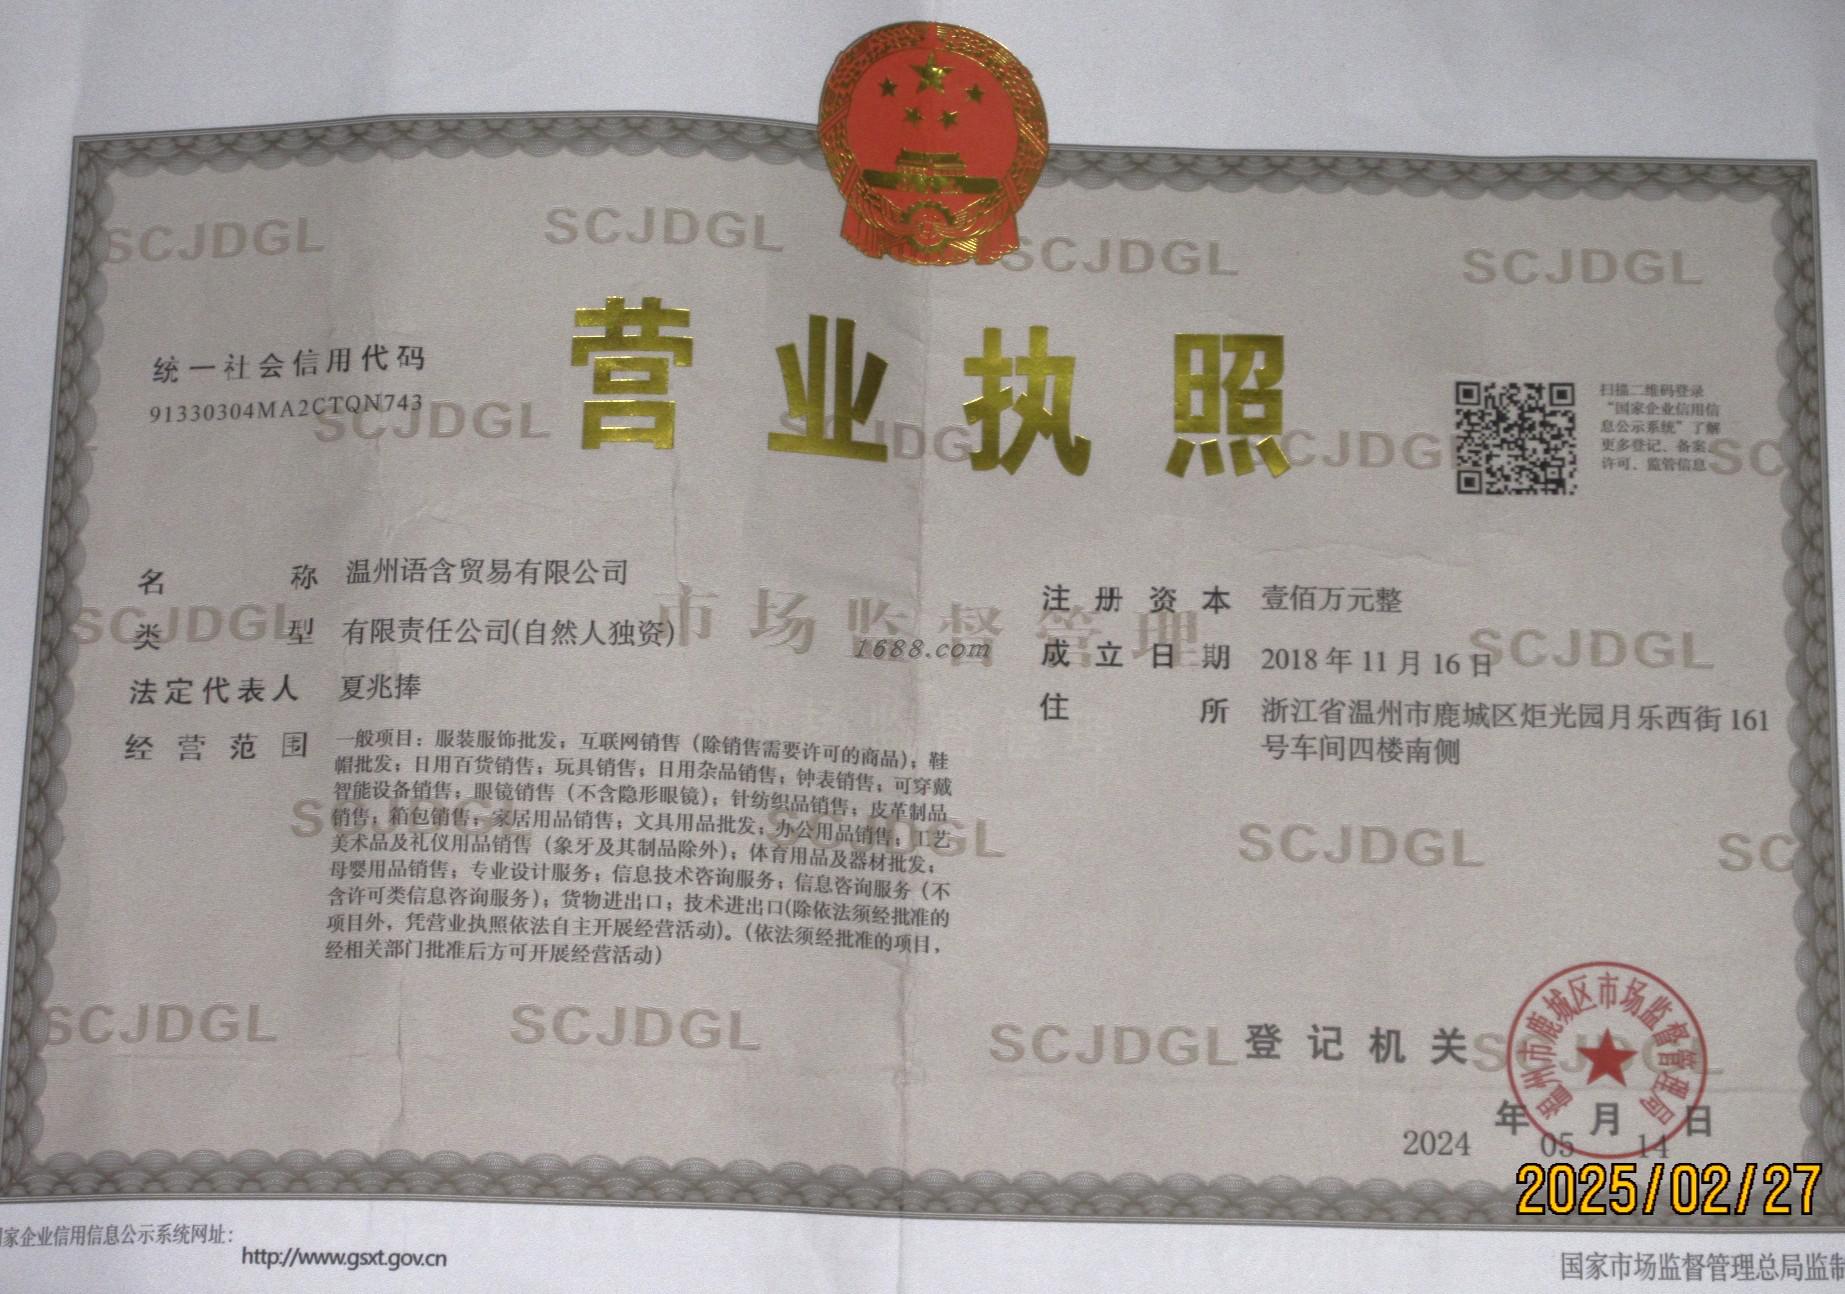 SCJDGL
SCJDGL
SCJDGL
SCJDGL
营业执照
统一社会信用代码
91330304MA2CTQN743
SCJDGL
SCJDGL
SCJDGL
SC
扫描二维码登录
“国家企业信用信
息公示系统”了解
更多登记、备案、
许可、监管信息
名称 温州语含贸易有限公司
类型 有限责任公司(自然人独资)
法定代表人 夏兆捧
经营范围 一般项目：服装服饰批发；互联网销售（除销售需要许可的商品）；鞋
帽批发；日用百货销售；玩具销售；日用杂品销售；钟表销售；可穿戴
智能设备销售；眼镜销售（不含隐形眼镜）；针纺织品销售；皮革制品
销售；箱包销售；家居用品销售；文具用品批发；办公用品销售；工艺
美术品及礼仪用品销售（象牙及其制品除外）；体育用品及器材批发；
母婴用品销售；专业设计服务；信息技术咨询服务；信息咨询服务（不
含许可类信息咨询服务）；货物进出口；技术进出口(除依法须经批准的
项目外，凭营业执照依法自主开展经营活动)。(依法须经批准的项目，
经相关部门批准后方可开展经营活动)
注册资本 壹佰万元整
成立日期 2018 年 11 月 16 日
住所 浙江省温州市鹿城区炬光园月乐西街 161
号车间四楼南侧
市场监督管理
1688.com
SCJDGL
SCJDGL
SCJDGL
SCJDGL
SCJDGL
SC
SCJDGL
SCJDGL
SCJDGL
SCJDGL
登记机关
温州市鹿城区市场监督管理局
2024 年 05 月 14 日
2025/02/27
家企业信用信息公示系统网址：
http://www.gsxt.gov.cn
国家市场监督管理总局监制